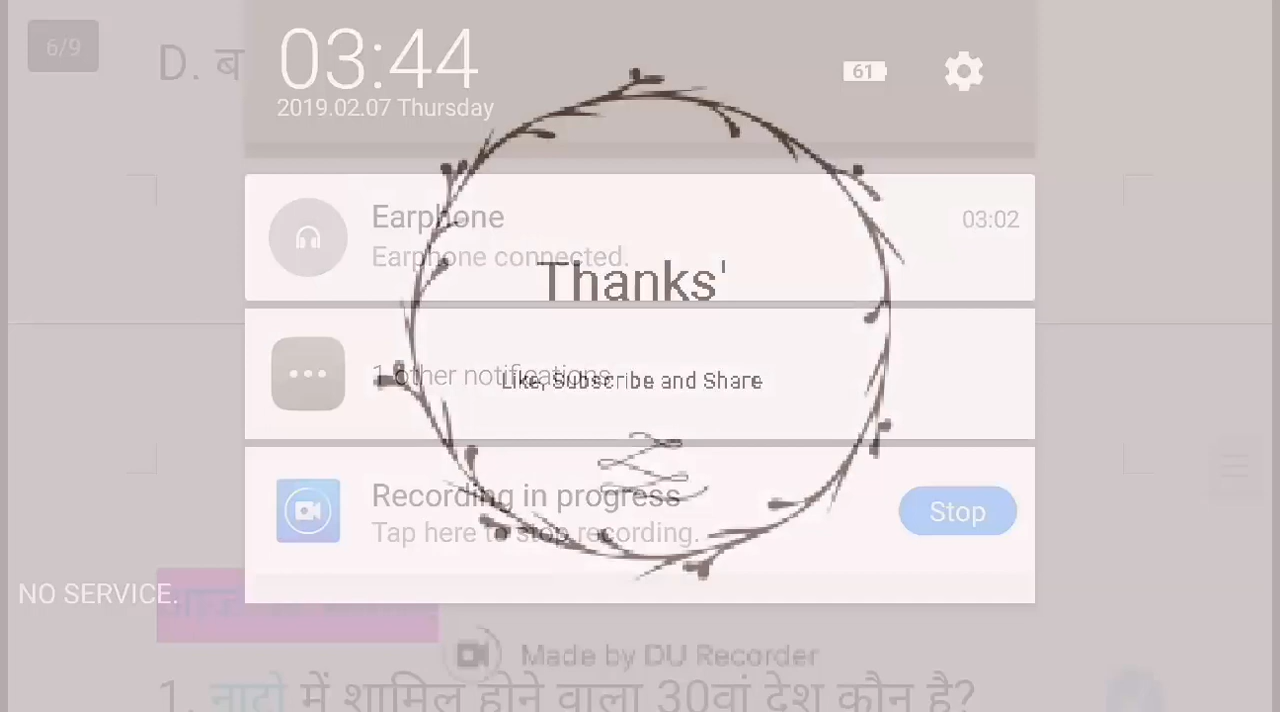 6/9
D. ब
03:44
61
2019.02.07 Thursday
Earphone
03:02
Earphone connected.
Thanks'
1 other notifications
Like, Subscribe and Share
Recording in progress
Stop
Tap here to stop recording.
NO SERVICE.
Made by DU Recorder
1. नाटो में शामिल होने वाला 30वां देश कौन है?